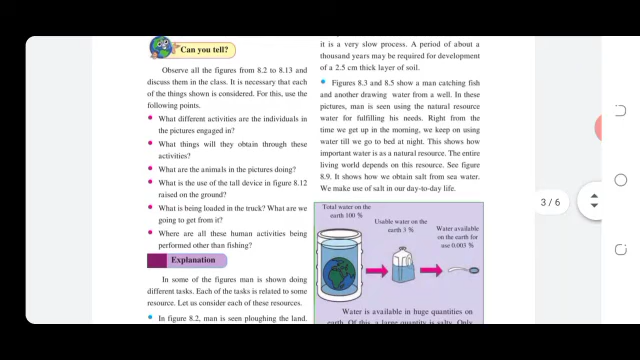 Can you tell?
Observe all the figures from 8.2 to 8.13 and
discuss them in the class. It is necessary that each
of the things shown is considered. For this, use the
following points.
What different activities are the individuals in
the pictures engaged in?
What things will they obtain through these
activities?
What are the animals in the pictures doing?
What is the use of the tall device in figure 8.12
raised on the ground?
What is being loaded in the truck? What are we
going to get from it?
Where are all these human activities being
performed other than fishing?
Explanation
In some of the figures man is shown doing
different tasks. Each of the tasks is related to some
resource. Let us consider each of these resources.
In figure 8.2, man is seen ploughing the land.
it is a very slow process. A period of about a
thousand years may be required for development
of a 2.5 cm thick layer of soil.
Figures 8.3 and 8.5 show a man catching fish
and another drawing water from a well. In these
pictures, man is seen using the natural resource
water for fulfilling his needs. Right from the
time we get up in the morning, we keep on using
water till we go to bed at night. This shows how
important water is as a natural resource. The entire
living world depends on this resource. See figure
8.9. It shows how we obtain salt from sea water.
We make use of salt in our day-to-day life.
Total water on the
earth 100 %
Usable water on the
earth 3 %
Water available
on the earth for
use 0.003 %
Water is available in huge quantities on
earth. Of this, a large quantity is salty. Only
3 / 6